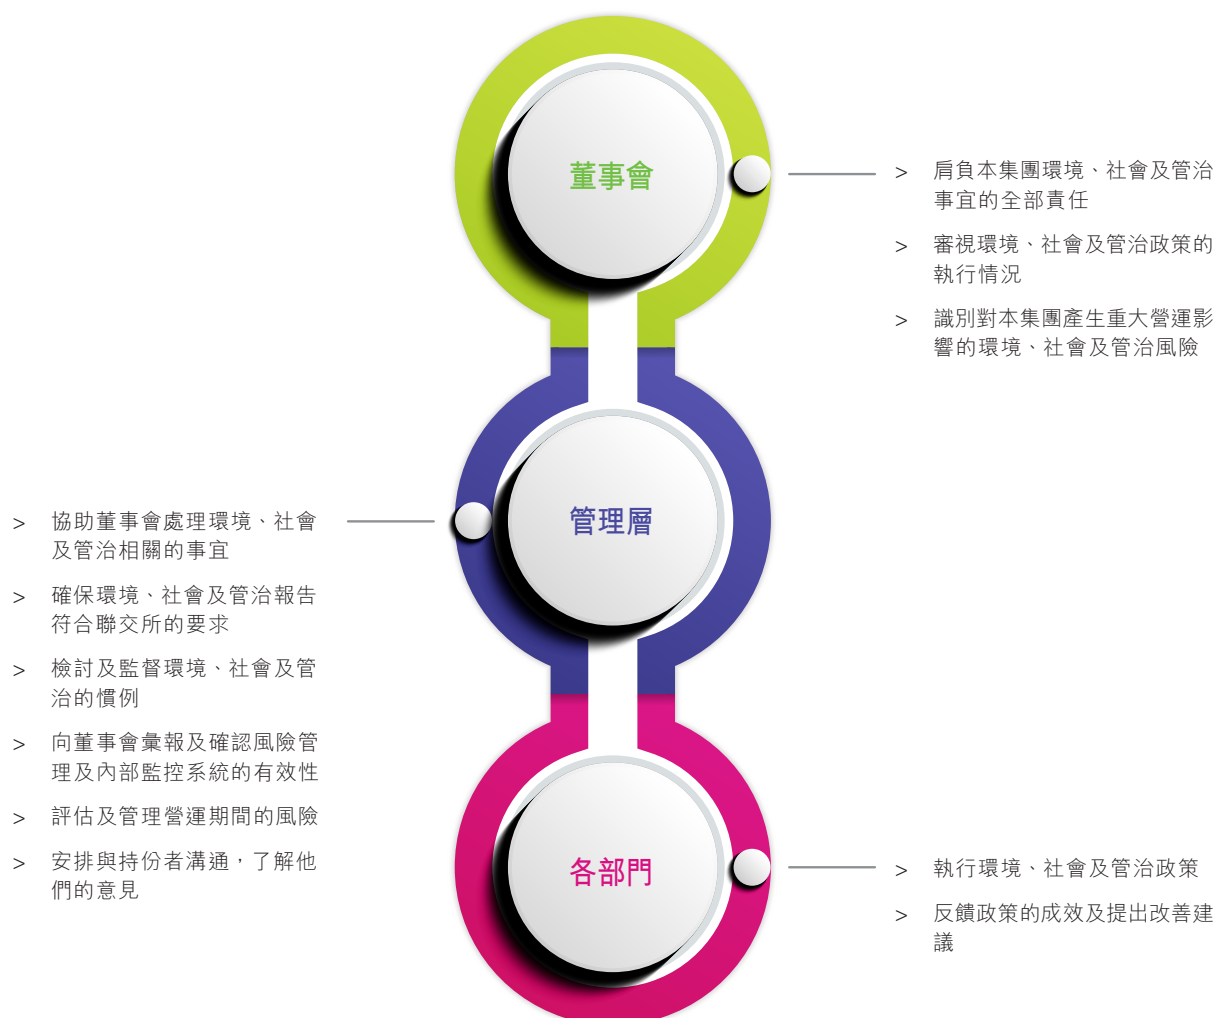 董事會
> 肩負本集團環境、社會及管治
事宜的全部責任
> 審視環境、社會及管治政策的
執行情況
> 識別對本集團產生重大營運影
響的環境、社會及管治風險
管理層
> 協助董事會處理環境、社會
及管治相關的事宜
> 確保環境、社會及管治報告
符合聯交所的要求
> 檢討及監督環境、社會及管
治的慣例
> 向董事會彙報及確認風險管
理及內部監控系統的有效性
> 評估及管理營運期間的風險
> 安排與持份者溝通，了解他
們的意見
各部門
> 執行環境、社會及管治政策
> 反饋政策的成效及提出改善建
議